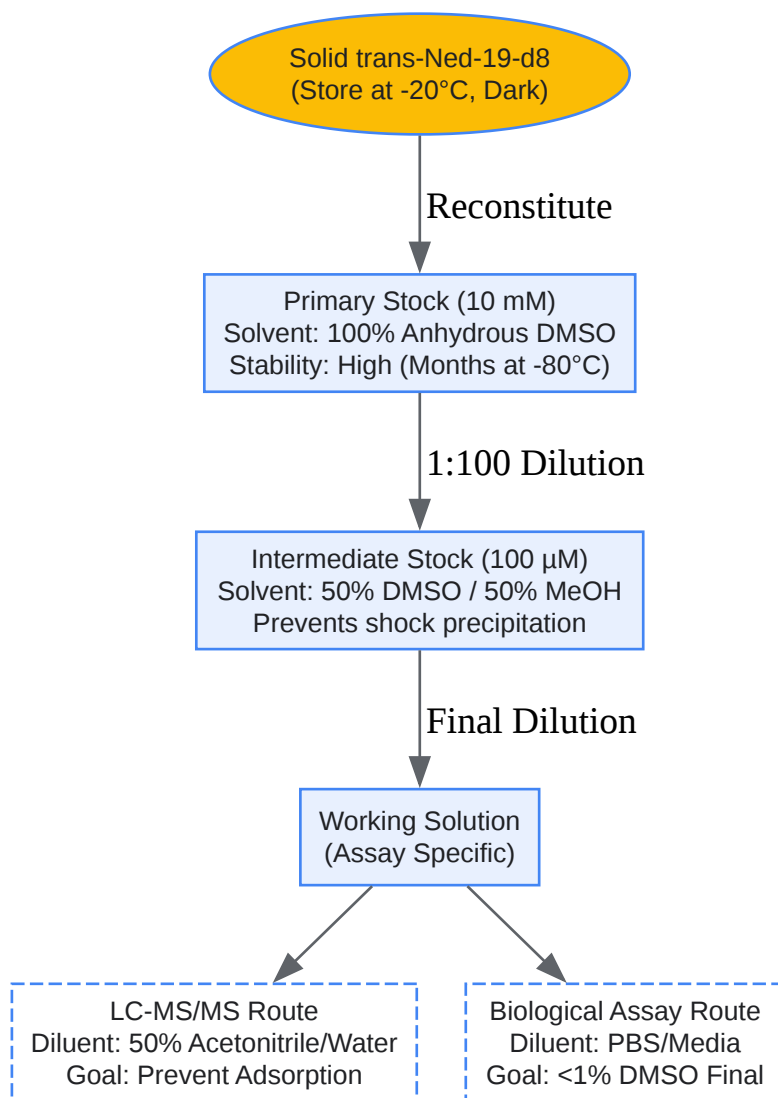 Solid trans-Ned-19-d8
(Store at -20°C, Dark)
Reconstitute
Primary Stock (10 mM)
Solvent: 100% Anhydrous DMSO
Stability: High (Months at -80°C)
1:100 Dilution
Intermediate Stock (100 µM)
Solvent: 50% DMSO / 50% MeOH
Prevents shock precipitation
Final Dilution
Working Solution
(Assay Specific)
LC-MS/MS Route
Diluent: 50% Acetonitrile/Water
Goal: Prevent Adsorption
Biological Assay Route
Diluent: PBS/Media
Goal: <1% DMSO Final